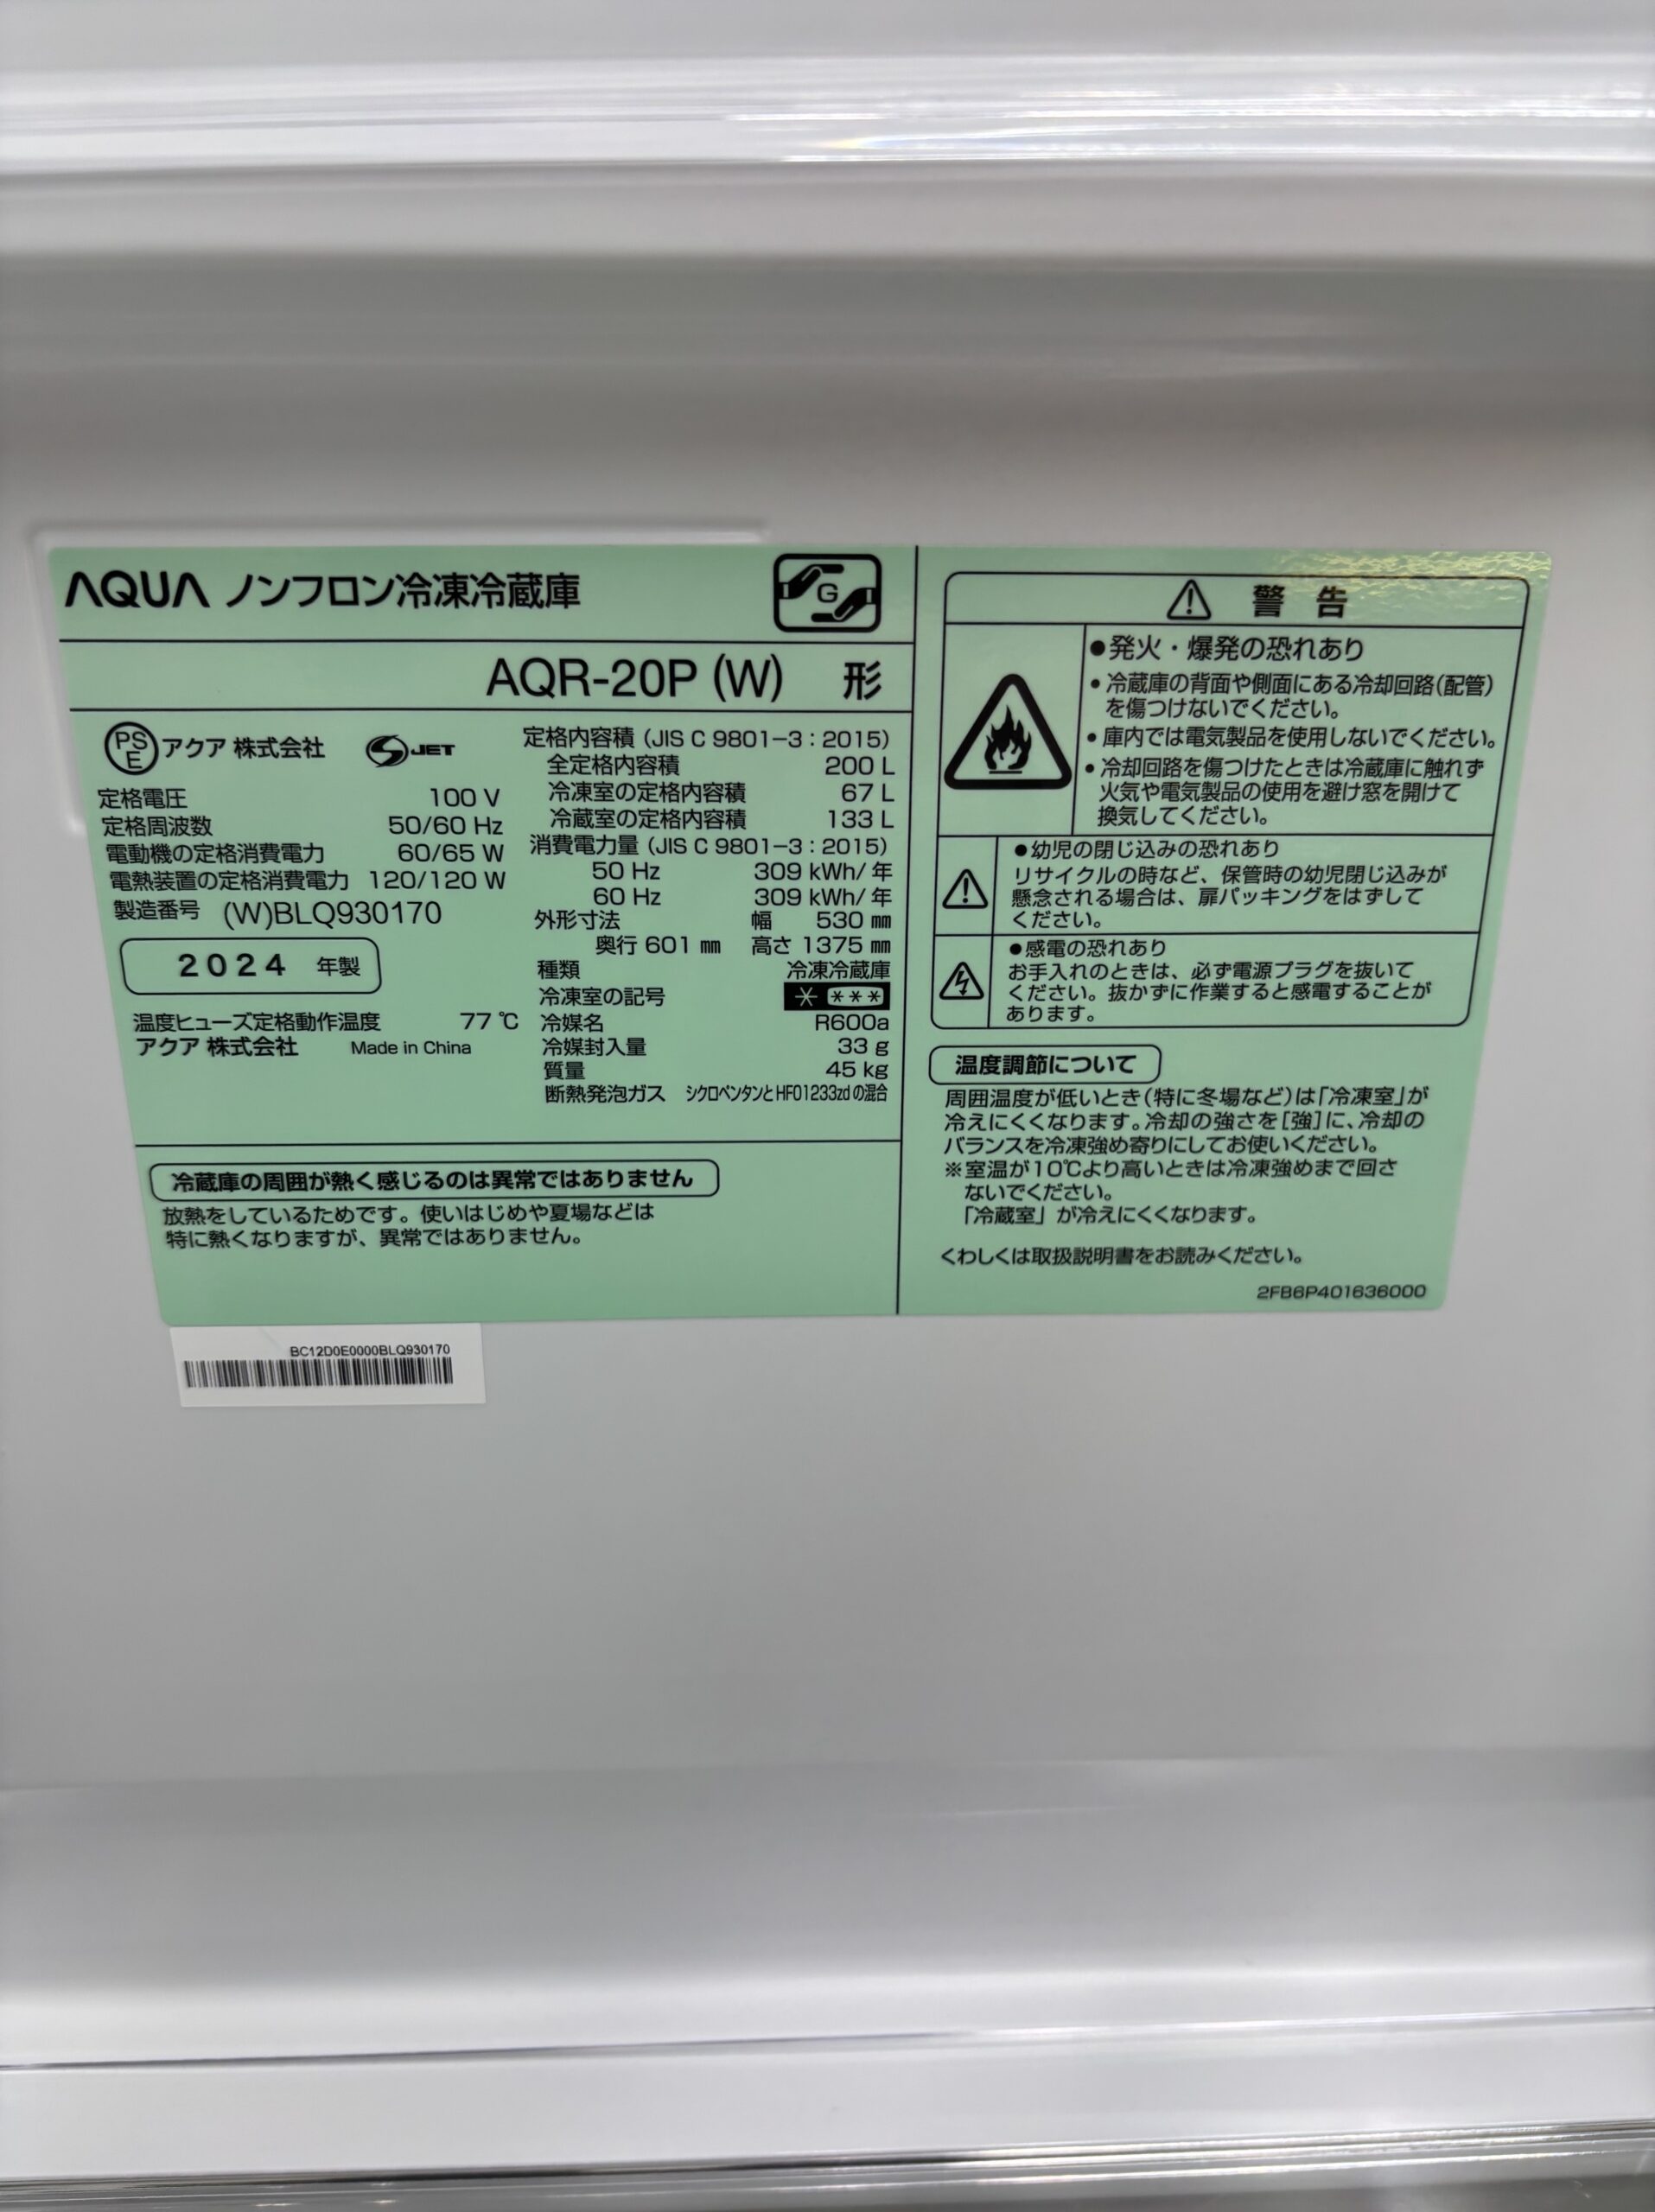 AQUA ノンフロン冷凍冷蔵庫
G
AQR-20P (W) 形
PS
E
アクア 株式会社
S JET
定格電圧 100 V
定格周波数 50/60 Hz
電動機の定格消費電力 60/65 W
電熱装置の定格消費電力 120/120 W
製造番号 (W)BLQ930170
2024 年製
温度ヒューズ定格動作温度 77 ℃
アクア 株式会社 Made in China
定格内容積 (JIS C 9801-3:2015)
全定格内容積 200 L
冷凍室の定格内容積 67 L
冷蔵室の定格内容積 133 L
消費電力量 (JIS C 9801-3:2015)
50 Hz 309 kWh/年
60 Hz 309 kWh/年
外形寸法 幅 530 mm
奥行 601 mm 高さ 1375 mm
種類 冷凍冷蔵庫
冷凍室の記号 * ***
冷媒名 R600a
冷媒封入量 33 g
質量 45 kg
断熱発泡ガス シクロペンタンとHFO1233zdの混合
冷蔵庫の周囲が熱く感じるのは異常ではありません
放熱をしているためです。使いはじめや夏場などは
特に熱くなりますが、異常ではありません。
警 告
●発火・爆発の恐れあり
•冷蔵庫の背面や側面にある冷却回路(配管)
を傷つけないでください。
•庫内では電気製品を使用しないでください。
•冷却回路を傷つけたときは冷蔵庫に触れず
火気や電気製品の使用を避け窓を開けて
換気してください。
●幼児の閉じ込みの恐れあり
リサイクルの時など、保管時の幼児閉じ込みが
懸念される場合は、扉パッキングをはずして
ください。
●感電の恐れあり
お手入れのときは、必ず電源プラグを抜いて
ください。抜かずに作業すると感電することが
あります。
温度調節について
周囲温度が低いとき(特に冬場など)は「冷凍室」が
冷えにくくなります。冷却の強さを[強]に、冷却の
バランスを冷凍強め寄りにしてお使いください。
※室温が10℃より高いときは冷凍強めまで回さ
ないでください。
「冷蔵室」が冷えにくくなります。
くわしくは取扱説明書をお読みください。
2FB6P401636000
BC12D0E0000BLQ930170